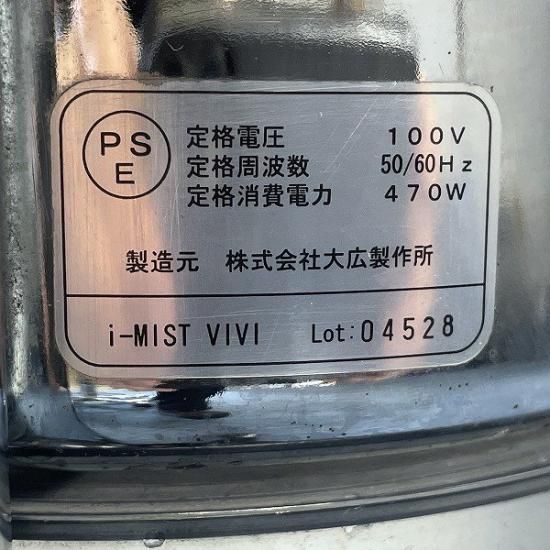 PS
E
定格電圧 100V
定格周波数 50/60Hz
定格消費電力 470W
製造元 株式会社大広製作所
i-MIST VIVI Lot:04528